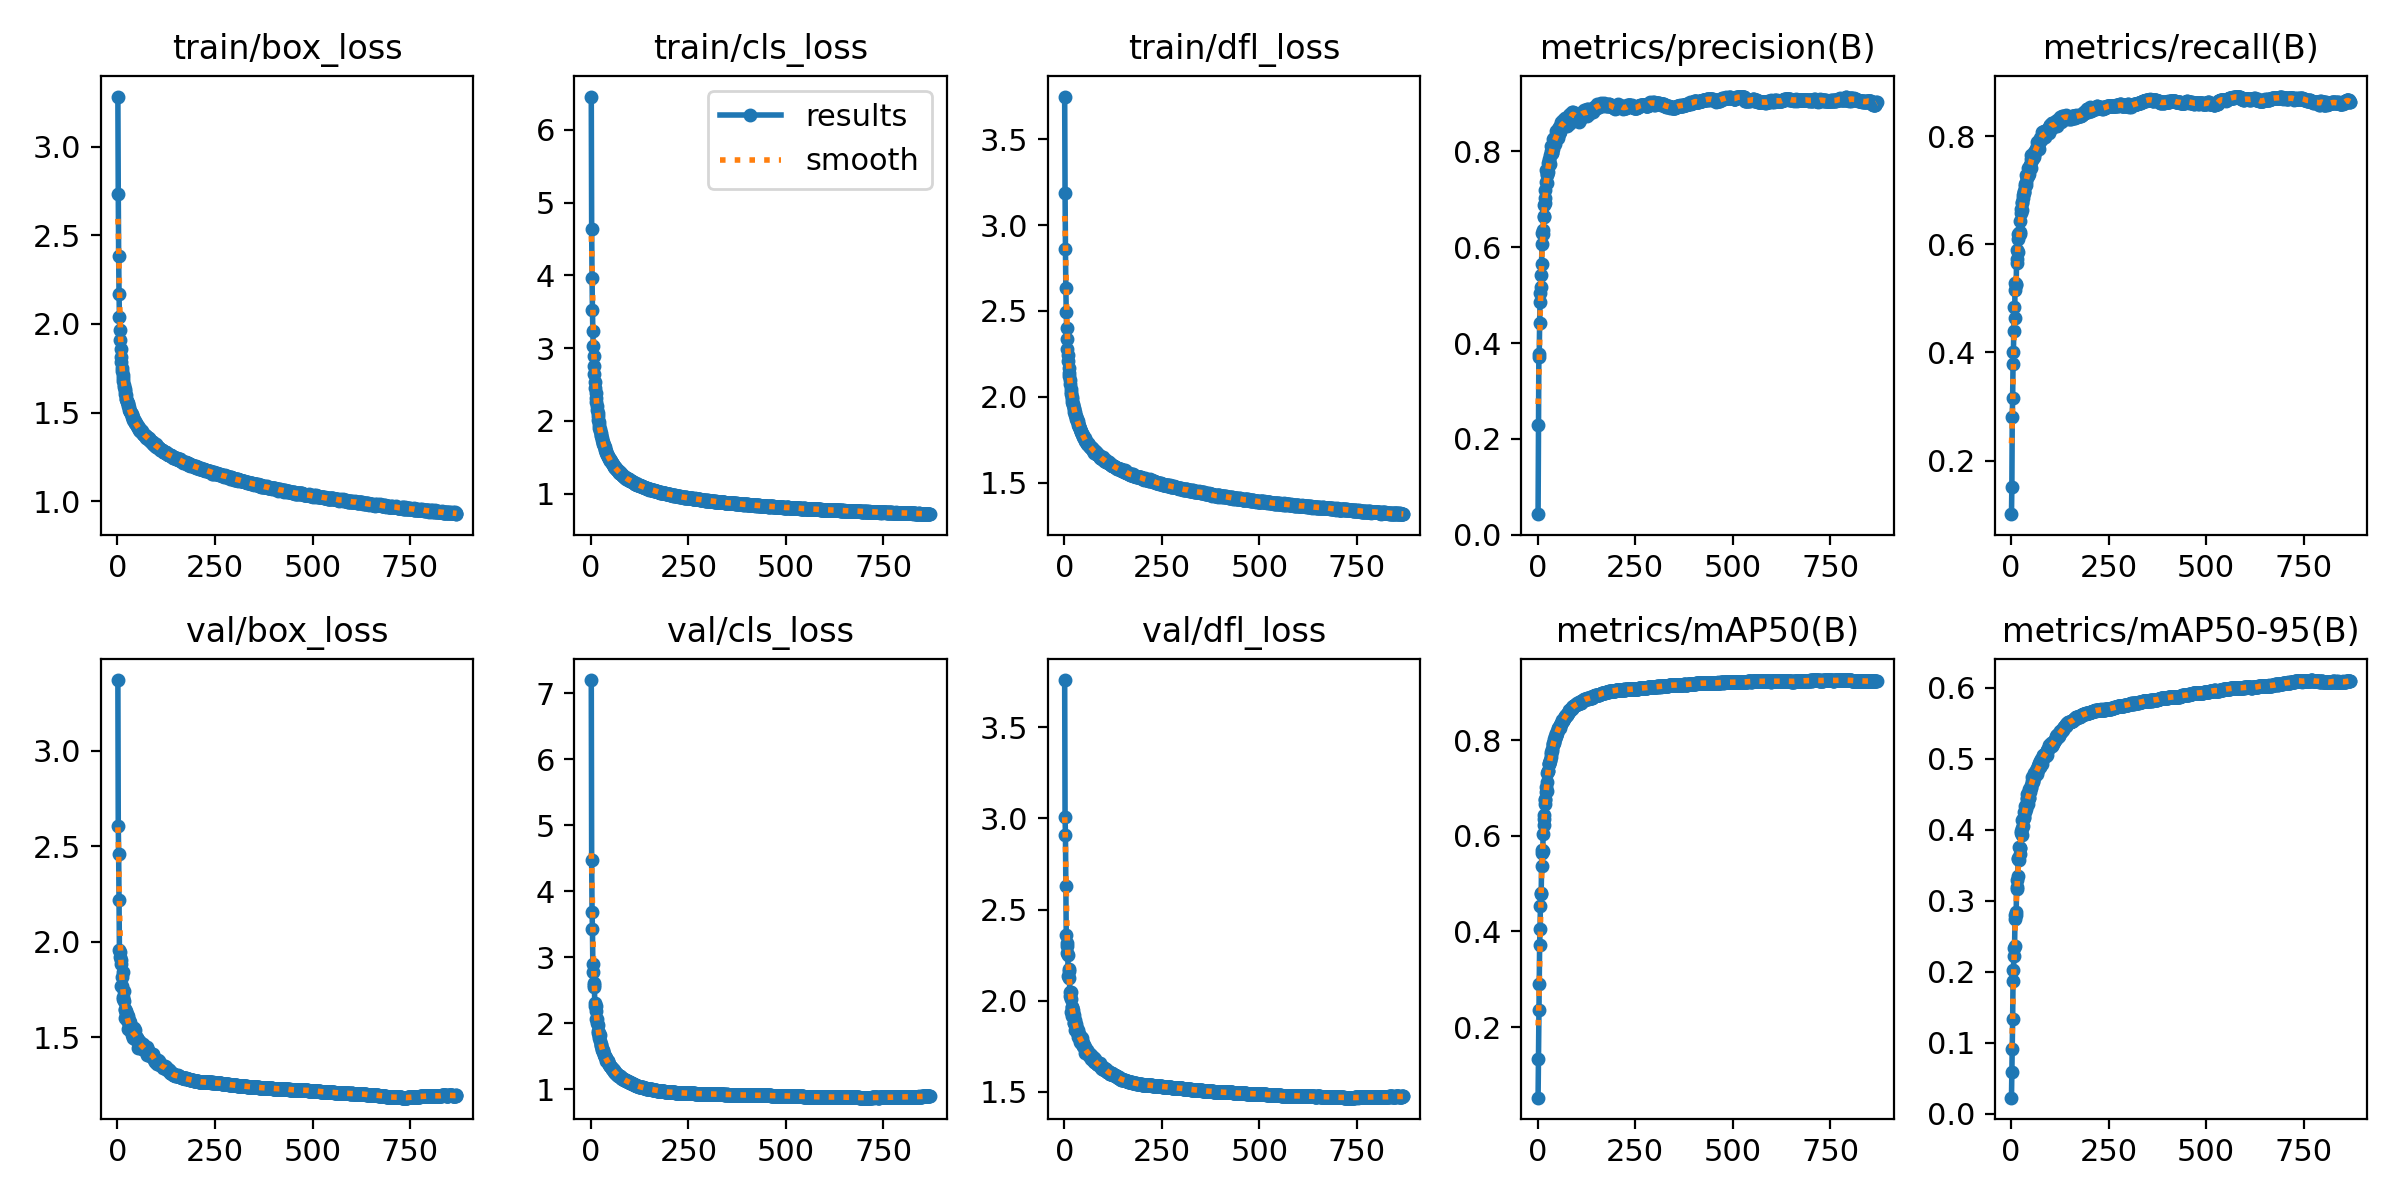 train/box_loss
3.0
2.5
2.0
1.5
1.0
0 250 500 750
train/cls_loss
results
smooth
6
5
4
3
2
1
0 250 500 750
train/dfl_loss
3.5
3.0
2.5
2.0
1.5
0 250 500 750
metrics/precision(B)
0.8
0.6
0.4
0.2
0.0
0 250 500 750
metrics/recall(B)
0.8
0.6
0.4
0.2
0 250 500 750
val/box_loss
3.0
2.5
2.0
1.5
0 250 500 750
val/cls_loss
7
6
5
4
3
2
1
0 250 500 750
val/dfl_loss
3.5
3.0
2.5
2.0
1.5
0 250 500 750
metrics/mAP50(B)
0.8
0.6
0.4
0.2
0 250 500 750
metrics/mAP50-95(B)
0.6
0.5
0.4
0.3
0.2
0.1
0.0
0 250 500 750